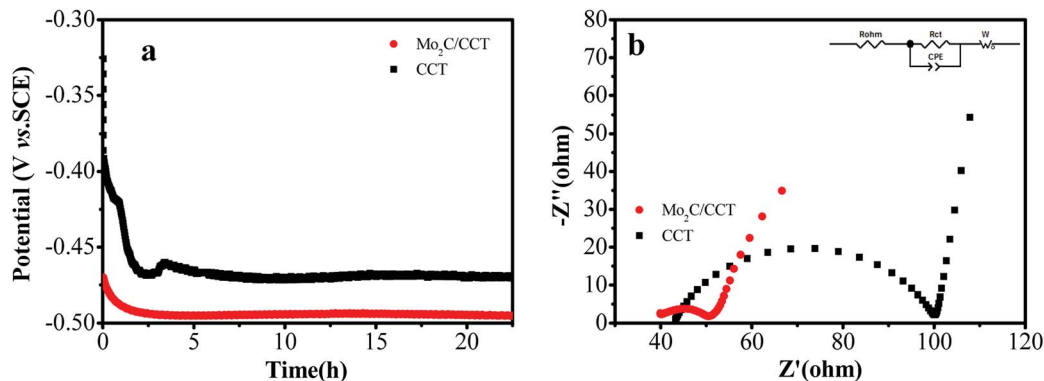 a
Mo₂C/CCT
CCT
-0.30
-0.35
-0.40
-0.45
-0.50
0
5
10
15
20
Time(h)
Potential (V vs.SCE)
b
Rohm
Rct
W
CPE
Mo₂C/CCT
CCT
80
70
60
50
40
30
20
10
0
40
60
80
100
120
Z'(ohm)
-Z''(ohm)